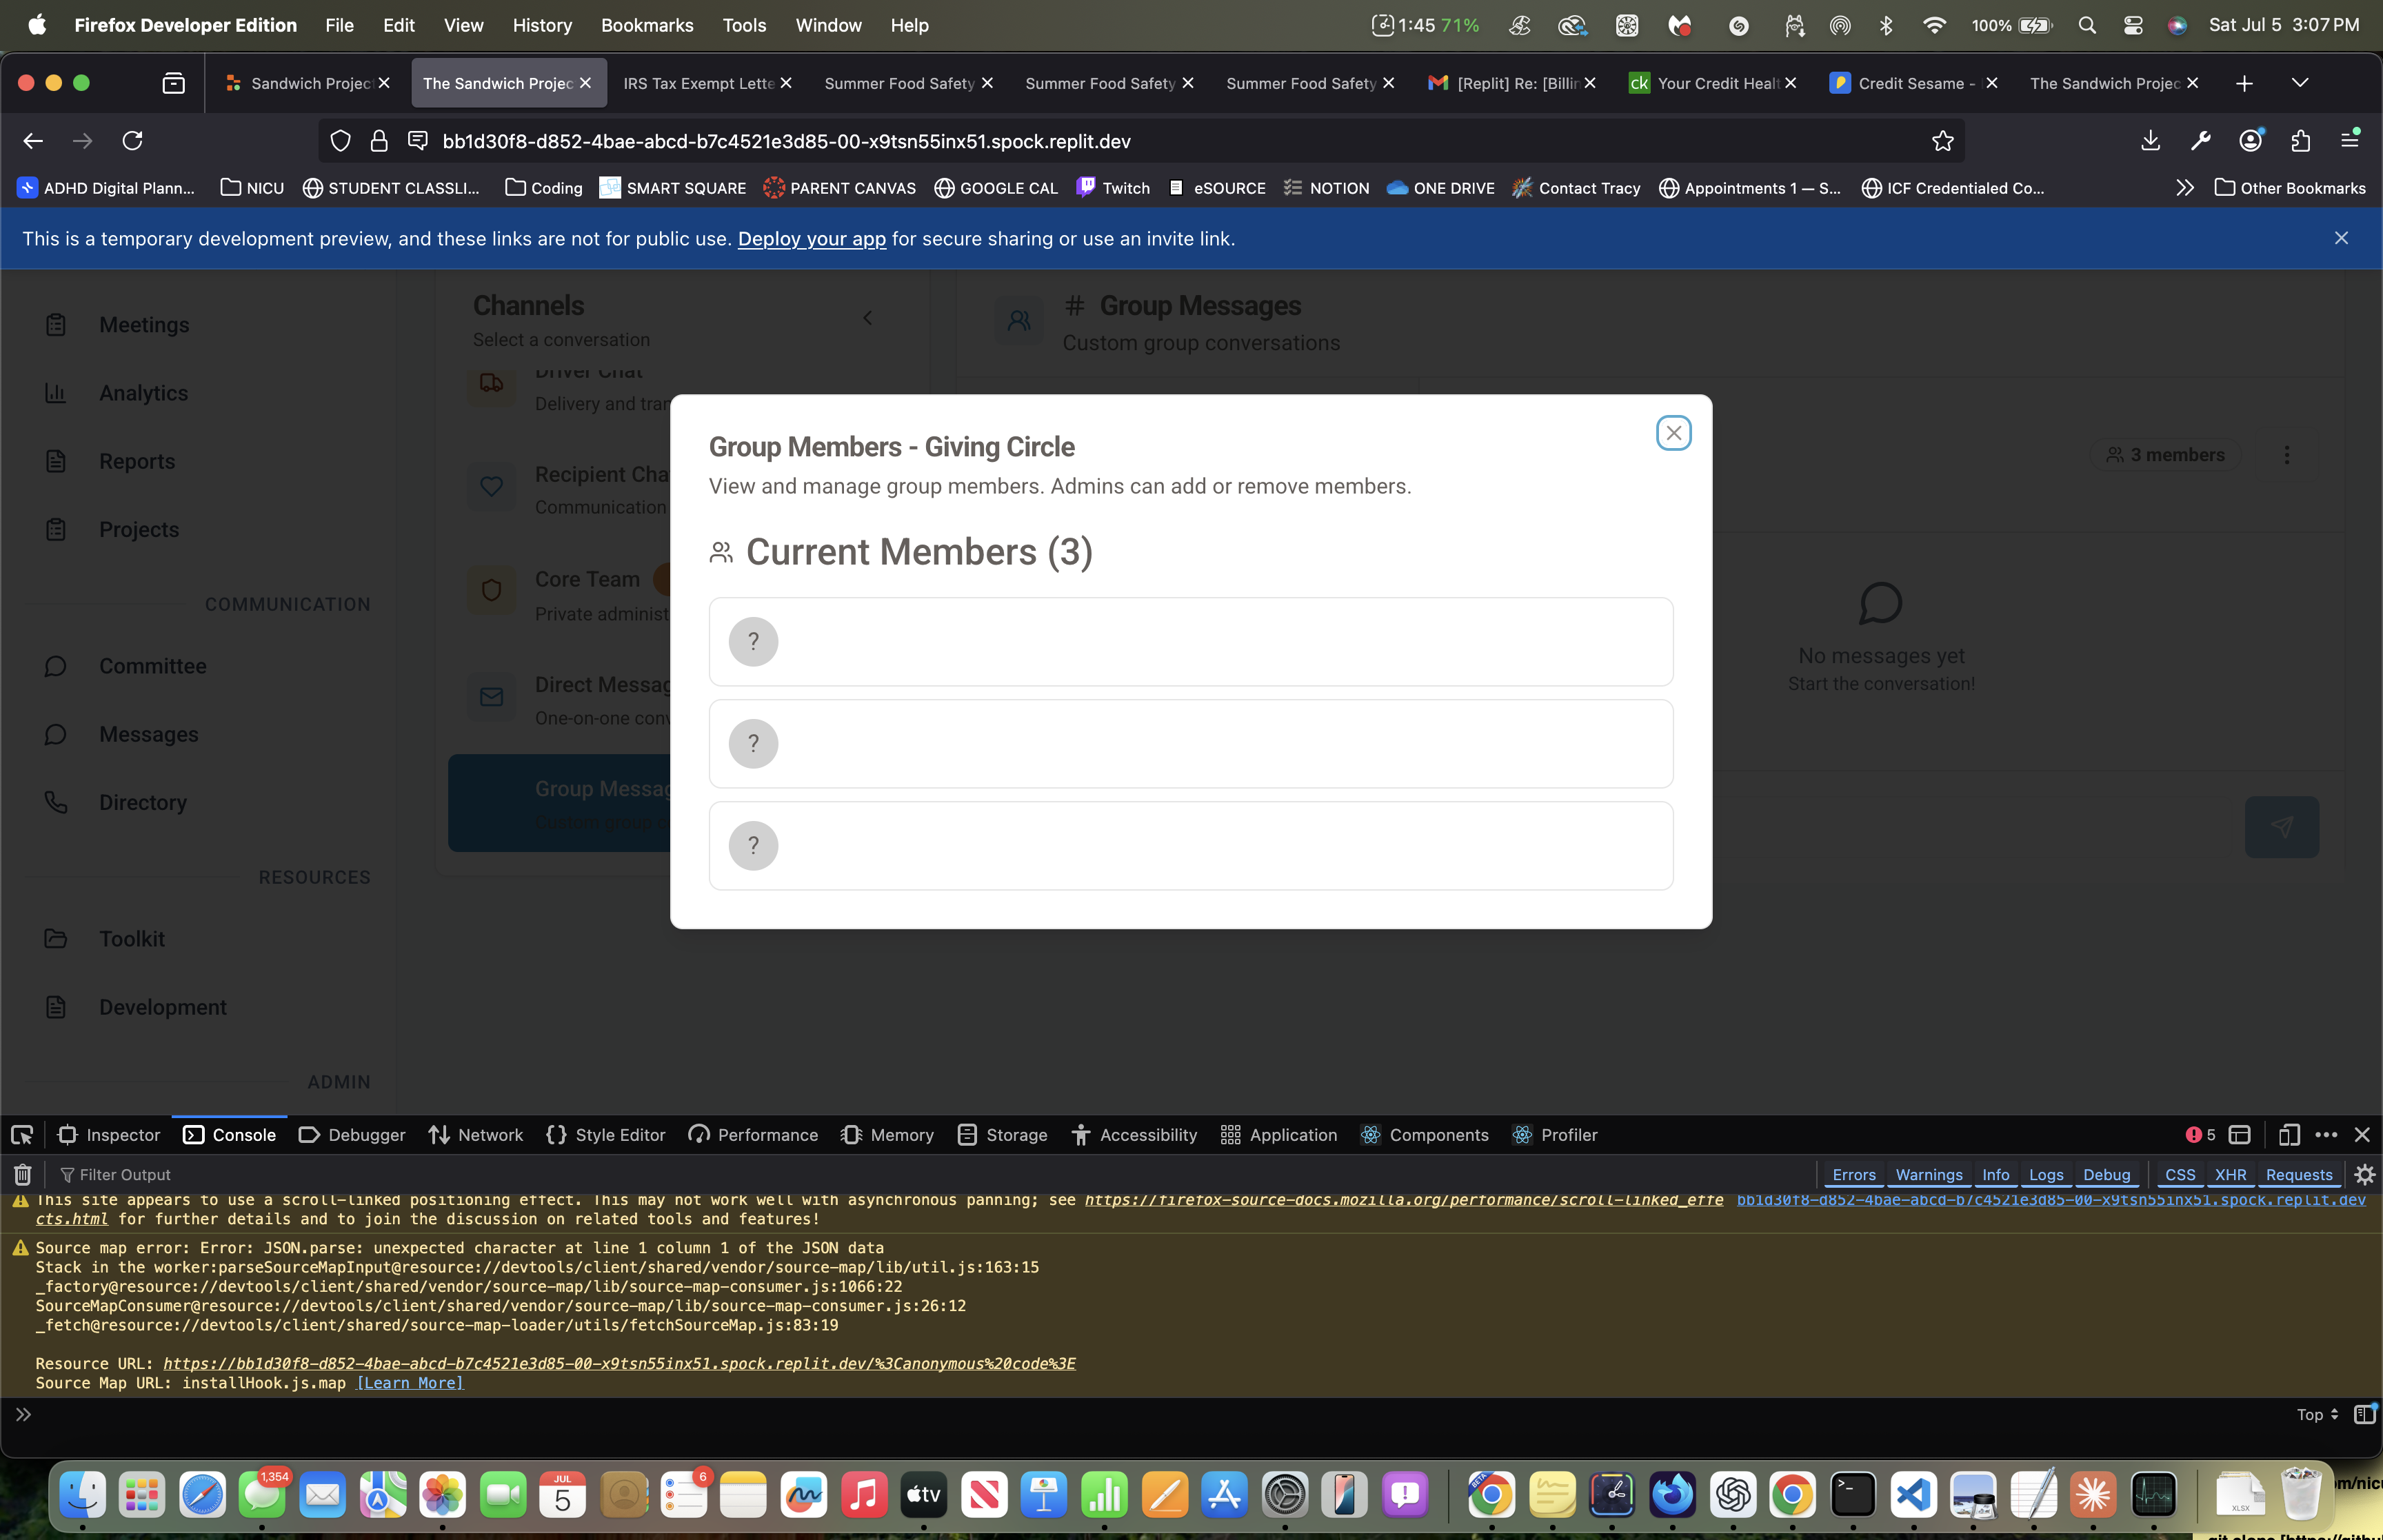 Firefox Developer Edition File Edit View History Bookmarks Tools Window Help 1:45 71% 100% Sat Jul 5 3:07 PM
Sandwich Project The Sandwich Projec IRS Tax Exempt Lette Summer Food Safety Summer Food Safety Summer Food Safety [Replit] Re: [Billin ck Your Credit Healt Credit Sesame - The Sandwich Projec
bb1d30f8-d852-4bae-abcd-b7c4521e3d85-00-x9tsn55inx51.spock.replit.dev
ADHD Digital Plann... NICU STUDENT CLASSLI... Coding SMART SQUARE PARENT CANVAS GOOGLE CAL Twitch eSOURCE NOTION ONE DRIVE Contact Tracy Appointments 1 — S... ICF Credentialed Co... Other Bookmarks
This is a temporary development preview, and these links are not for public use. Deploy your app for secure sharing or use an invite link.
Meetings
Analytics
Reports
Projects
COMMUNICATION
Committee
Messages
Directory
RESOURCES
Toolkit
Development
ADMIN
Channels
Select a conversation
Driver Chat
Delivery and tran
Recipient Cha
Communication
Core Team
Private administ
Direct Messag
One-on-one conv
Group Messag
Custom group c
# Group Messages
Custom group conversations
3 members
No messages yet
Start the conversation!
Group Members - Giving Circle
View and manage group members. Admins can add or remove members.
Current Members (3)
?
?
?
Inspector Console Debugger Network Style Editor Performance Memory Storage Accessibility Application Components Profiler 5
Filter Output Errors Warnings Info Logs Debug CSS XHR Requests
This site appears to use a scroll-linked positioning effect. This may not work well with asynchronous panning; see https://firefox-source-docs.mozilla.org/performance/scroll-linked_effe bb1d30f8-d852-4bae-abcd-b7c4521e3d85-00-x9tsn55inx51.spock.replit.dev
cts.html for further details and to join the discussion on related tools and features!
Source map error: Error: JSON.parse: unexpected character at line 1 column 1 of the JSON data
Stack in the worker:parseSourceMapInput@resource://devtools/client/shared/vendor/source-map/lib/util.js:163:15
_factory@resource://devtools/client/shared/vendor/source-map/lib/source-map-consumer.js:1066:22
SourceMapConsumer@resource://devtools/client/shared/vendor/source-map/lib/source-map-consumer.js:26:12
_fetch@resource://devtools/client/shared/source-map-loader/utils/fetchSourceMap.js:83:19
Resource URL: https://bb1d30f8-d852-4bae-abcd-b7c4521e3d85-00-x9tsn55inx51.spock.replit.dev/%3Canonymous%20code%3E
Source Map URL: installHook.js.map [Learn More]
Top
1,354 JUL 5 6 tv BETA XLSX